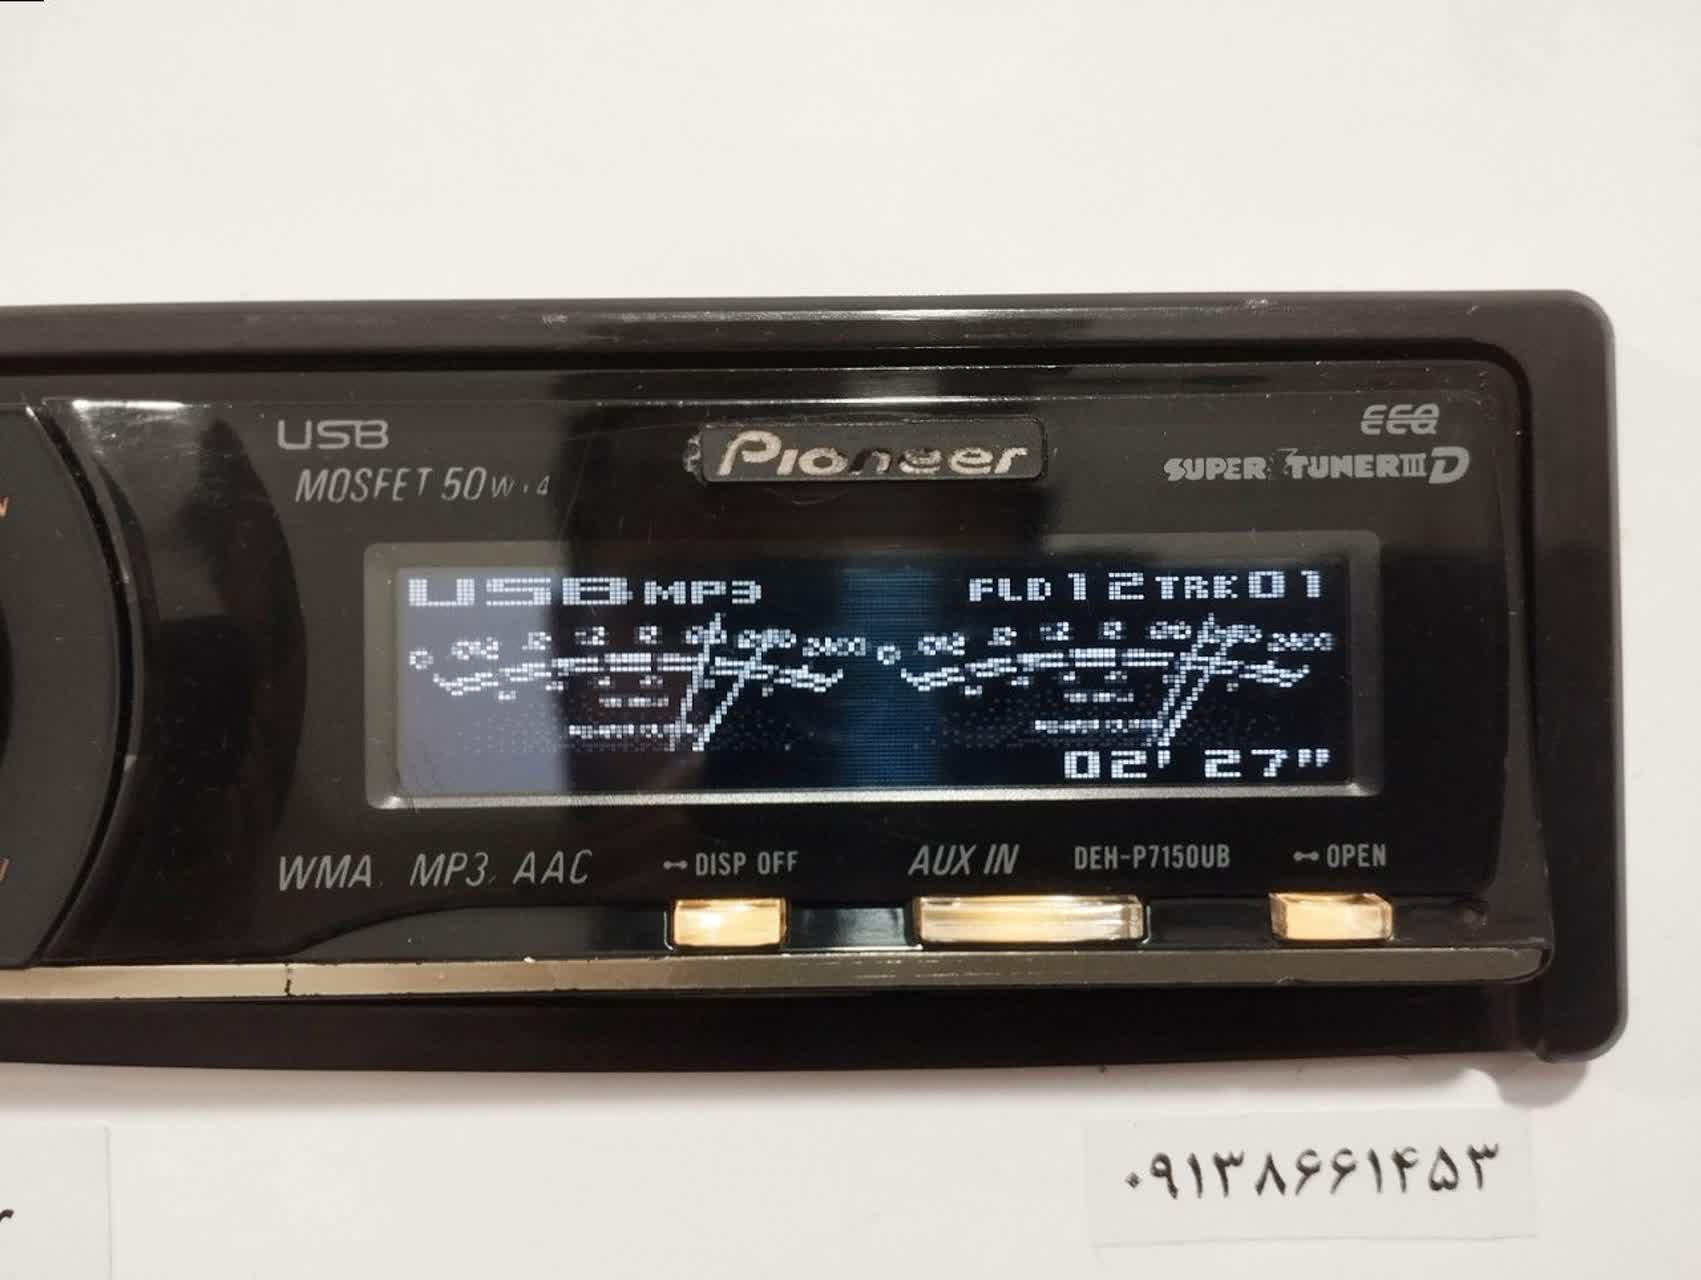 USB
MOSFET 50W×4
Pioneer
EEQ
SUPER TUNER III D
USB MP3 FLD 12 TRK 01
02' 27"
WMA MP3 AAC
DISP OFF
AUX IN
DEH-P7150UB
OPEN
۰۹۱۳۸۶۶۱۴۵۳